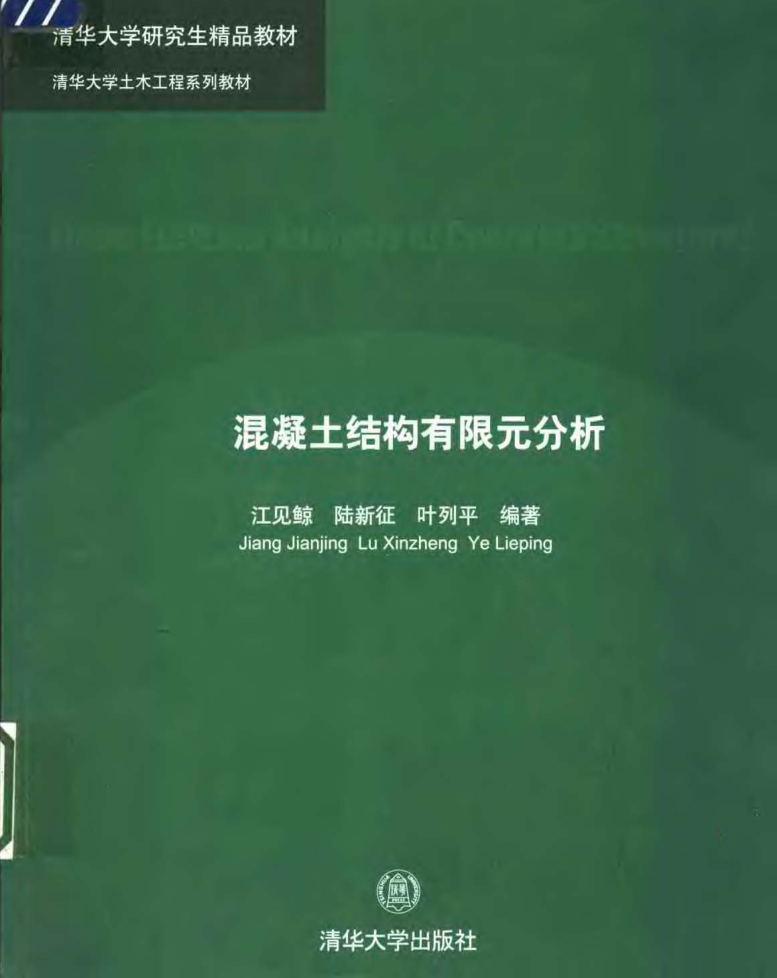 清华大学研究生精品教材
清华大学土木工程系列教材
混凝土结构有限元分析
江见鲸 陆新征 叶列平 编著
Jiang Jianjing Lu Xinzheng Ye Lieping
清华大学出版社